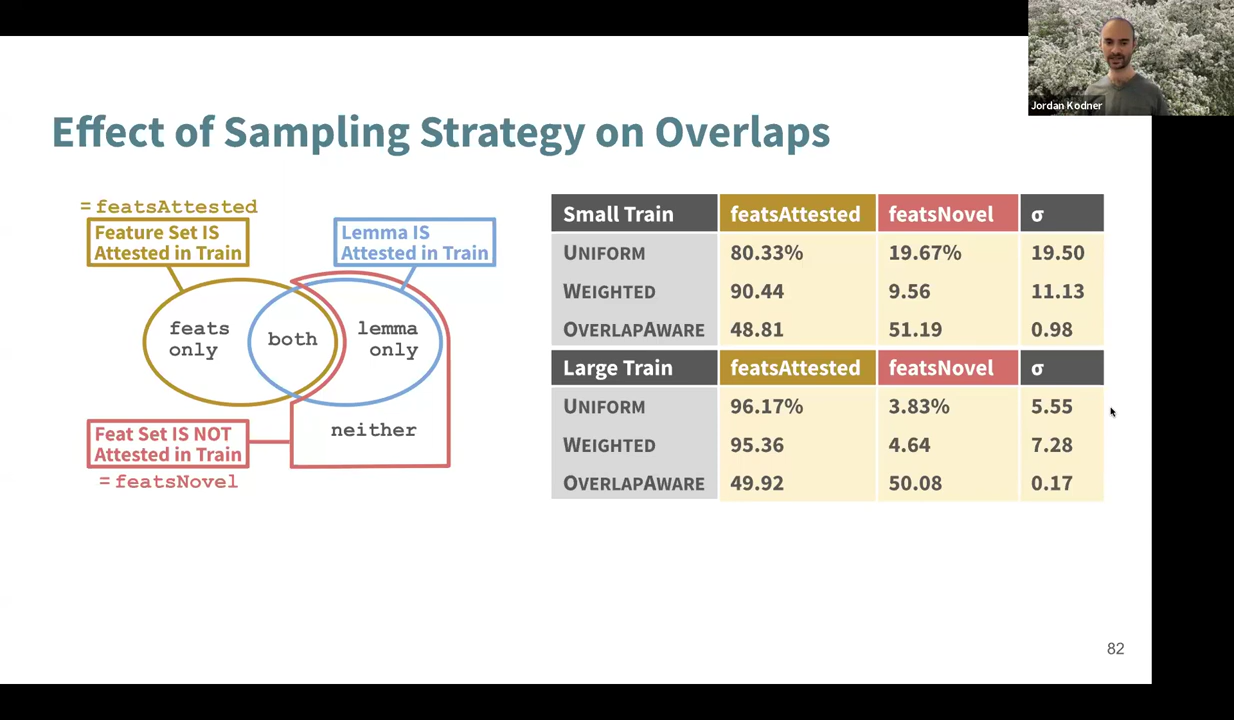 Jordan Kodner
Effect of Sampling Strategy on Overlaps
= featsAttested
Feature Set IS
Attested in Train
Lemma IS
Attested in Train
feats
only
both
lemma
only
neither
Feat Set IS NOT
Attested in Train
= featsNovel
Small Train featsAttested featsNovel σ
UNIFORM 80.33% 19.67% 19.50
WEIGHTED 90.44 9.56 11.13
OVERLAPAWARE 48.81 51.19 0.98
Large Train featsAttested featsNovel σ
UNIFORM 96.17% 3.83% 5.55
WEIGHTED 95.36 4.64 7.28
OVERLAPAWARE 49.92 50.08 0.17
82